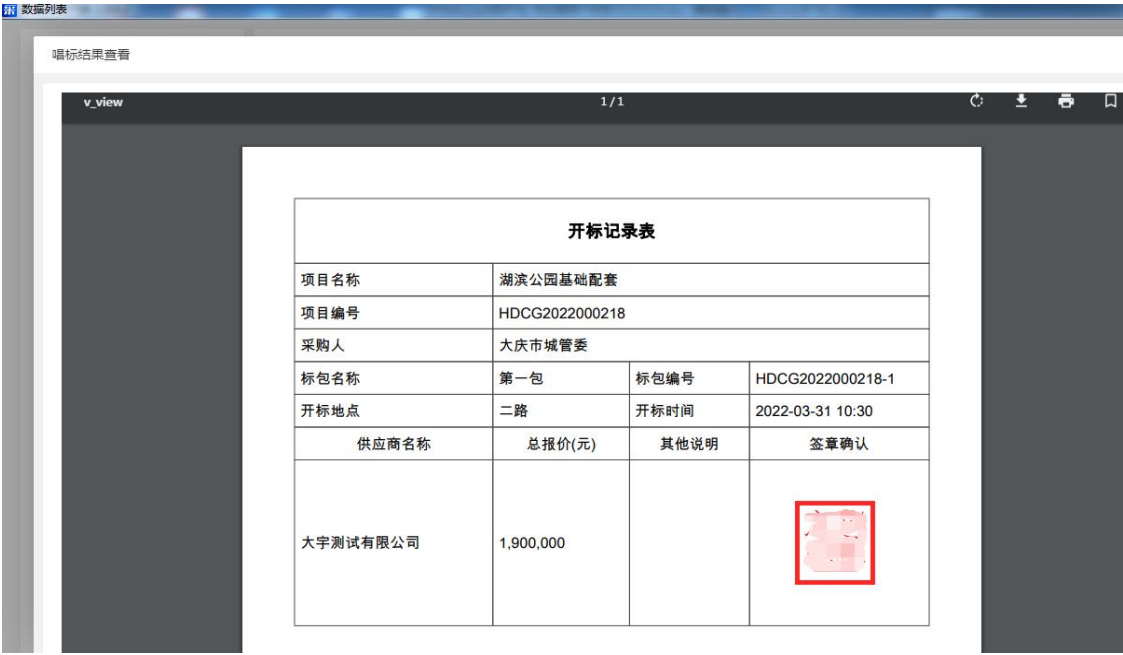 数据列表
唱标结果查看
v_view 1 / 1
开标记录表
项目名称 湖滨公园基础配套
项目编号 HDCG2022000218
采购人 大庆市城管委
标包名称 第一包 标包编号 HDCG2022000218-1
开标地点 二路 开标时间 2022-03-31 10:30
供应商名称 总报价(元) 其他说明 签章确认
大宇测试有限公司 1,900,000